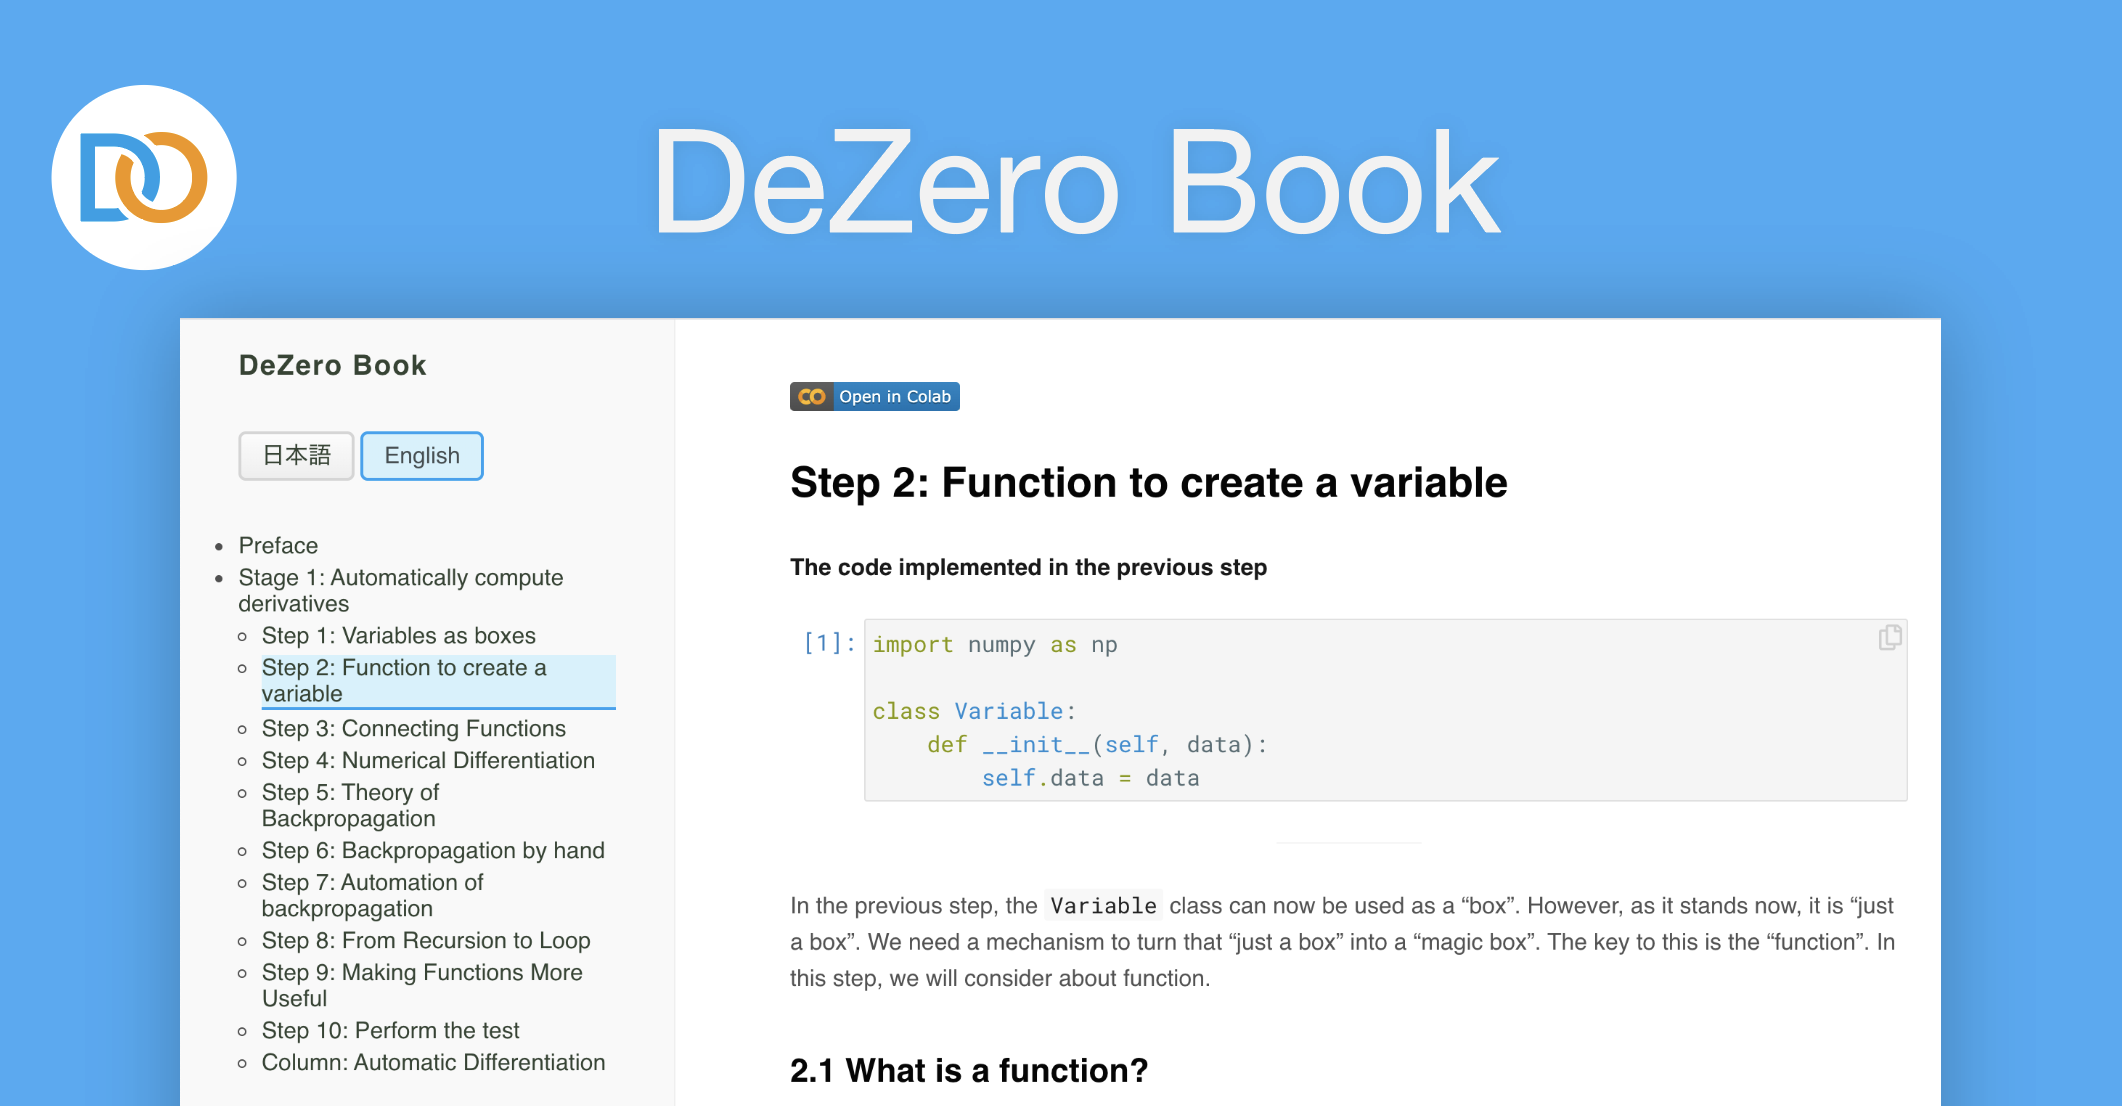 DO
DeZero Book
DeZero Book
日本語 English
Preface
Stage 1: Automatically compute
derivatives
Step 1: Variables as boxes
Step 2: Function to create a
variable
Step 3: Connecting Functions
Step 4: Numerical Differentiation
Step 5: Theory of
Backpropagation
Step 6: Backpropagation by hand
Step 7: Automation of
backpropagation
Step 8: From Recursion to Loop
Step 9: Making Functions More
Useful
Step 10: Perform the test
Column: Automatic Differentiation
CO Open in Colab
Step 2: Function to create a variable
The code implemented in the previous step
[1]: import numpy as np
class Variable:
    def __init__(self, data):
        self.data = data
In the previous step, the Variable class can now be used as a “box”. However, as it stands now, it is “just
a box”. We need a mechanism to turn that “just a box” into a “magic box”. The key to this is the “function”. In
this step, we will consider about function.
2.1 What is a function?